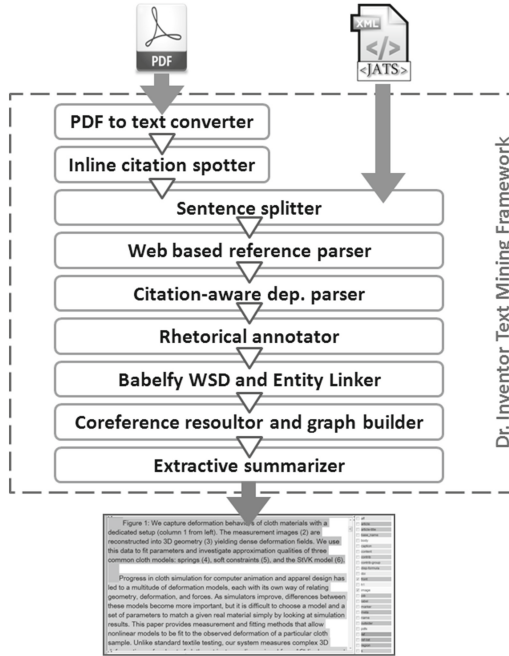 PDF
XML
</>
<JATS>
PDF to text converter
Inline citation spotter
Sentence splitter
Web based reference parser
Citation-aware dep. parser
Rhetorical annotator
Babelfy WSD and Entity Linker
Coreference resoultor and graph builder
Extractive summarizer
Dr. Inventor Text Mining Framework
Figure 1: We capture deformation behaviors of cloth materials with a
dedicated setup (column 1 from left). The measurement images (2) are
reconstructed into 3D geometry (3) yielding dense deformation fields. We use
this data to fit parameters and investigate approximation qualities of three
common cloth models: springs (4), soft constraints (5), and the StVK model (6).
Progress in cloth simulation for computer animation and apparel design has
led to a multitude of deformation models, each with its own way of relating
geometry, deformation, and forces. As simulators improve, differences between
these models become more important, but it is difficult to choose a model and a
set of parameters to match a given real material simply by looking at simulation
results. This paper provides measurement and fitting methods that allow
nonlinear models to be fit to the observed deformation of a particular cloth
sample. Unlike standard textile testing, our system measures complex 3D